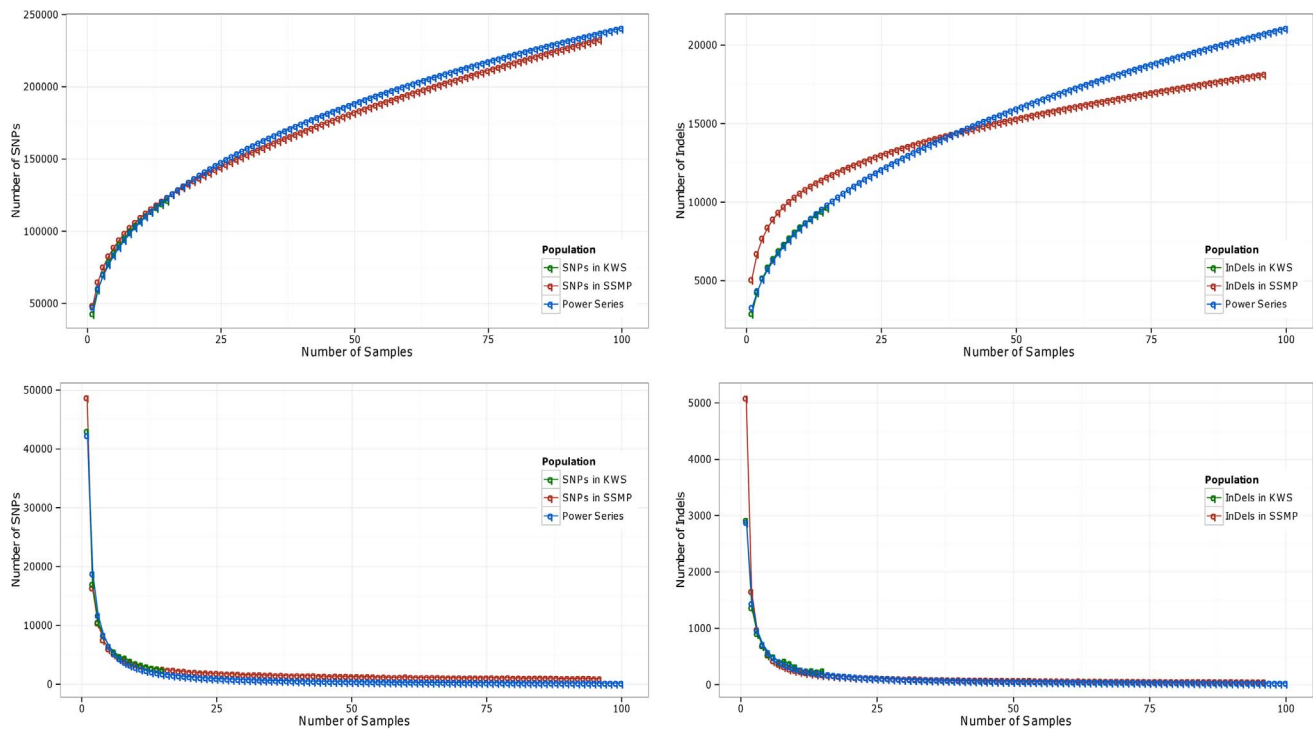 250000
200000
150000
100000
50000
Number of SNPs
0
25
50
75
100
Number of Samples
Population
SNPs in KWS
SNPs in SSMP
Power Series
20000
15000
10000
5000
Number of Indels
0
25
50
75
100
Number of Samples
Population
InDels in KWS
InDels in SSMP
Power Series
50000
40000
30000
20000
10000
0
Number of SNPs
0
25
50
75
100
Number of Samples
Population
SNPs in KWS
SNPs in SSMP
Power Series
5000
4000
3000
2000
1000
0
Number of Indels
0
25
50
75
100
Number of Samples
Population
InDels in KWS
InDels in SSMP